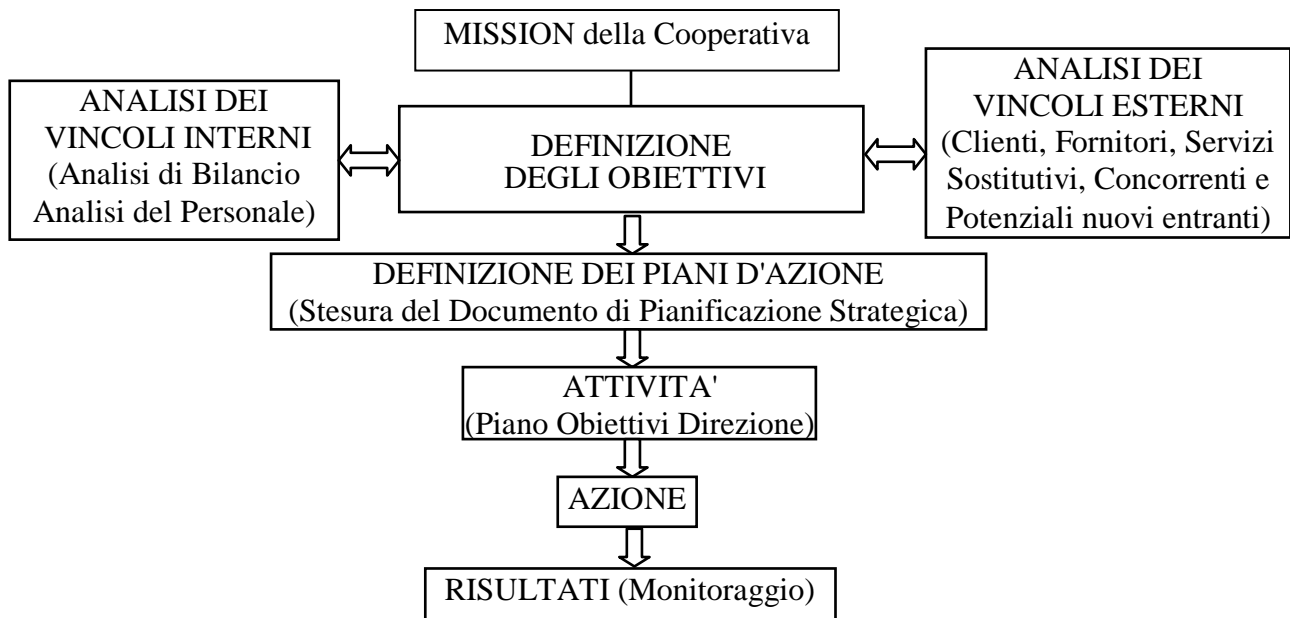 MISSION della Cooperativa
ANALISI DEI
VINCOLI INTERNI
(Analisi di Bilancio
Analisi del Personale)
DEFINIZIONE
DEGLI OBIETTIVI
ANALISI DEI
VINCOLI ESTERNI
(Clienti, Fornitori, Servizi
Sostitutivi, Concorrenti e
Potenziali nuovi entranti)
DEFINIZIONE DEI PIANI D'AZIONE
(Stesura del Documento di Pianificazione Strategica)
ATTIVITA'
(Piano Obiettivi Direzione)
AZIONE
RISULTATI (Monitoraggio)